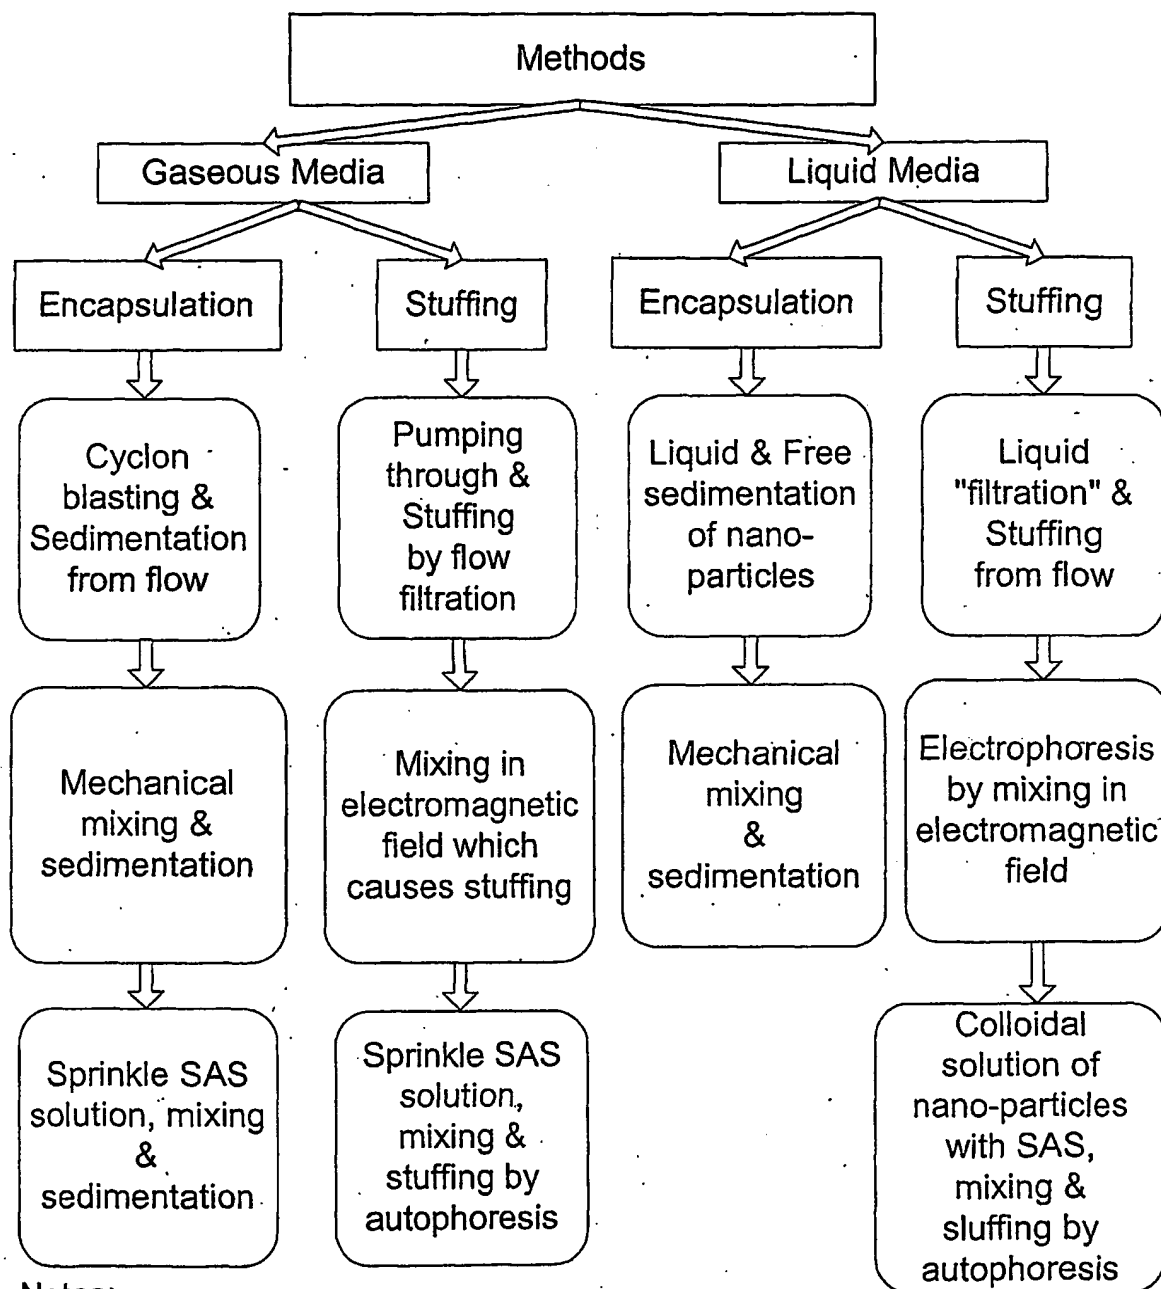 Methods
Gaseous Media
Liquid Media
Encapsulation
Stuffing
Encapsulation
Stuffing
Cyclon
blasting &
Sedimentation
from flow
Pumping
through &
Stuffing
by flow
filtration
Liquid & Free
sedimentation
of nano-
particles
Liquid
"filtration" &
Stuffing
from flow
Mechanical
mixing &
sedimentation
Mixing in
electromagnetic
field which
causes stuffing
Mechanical
mixing
&
sedimentation
Electrophoresis
by mixing in
electromagnetic
field
Sprinkle SAS
solution, mixing
&
sedimentation
Sprinkle SAS
solution,
mixing &
stuffing by
autophoresis
Colloidal
solution of
nano-particles
with SAS,
mixing &
sluffing by
autophoresis